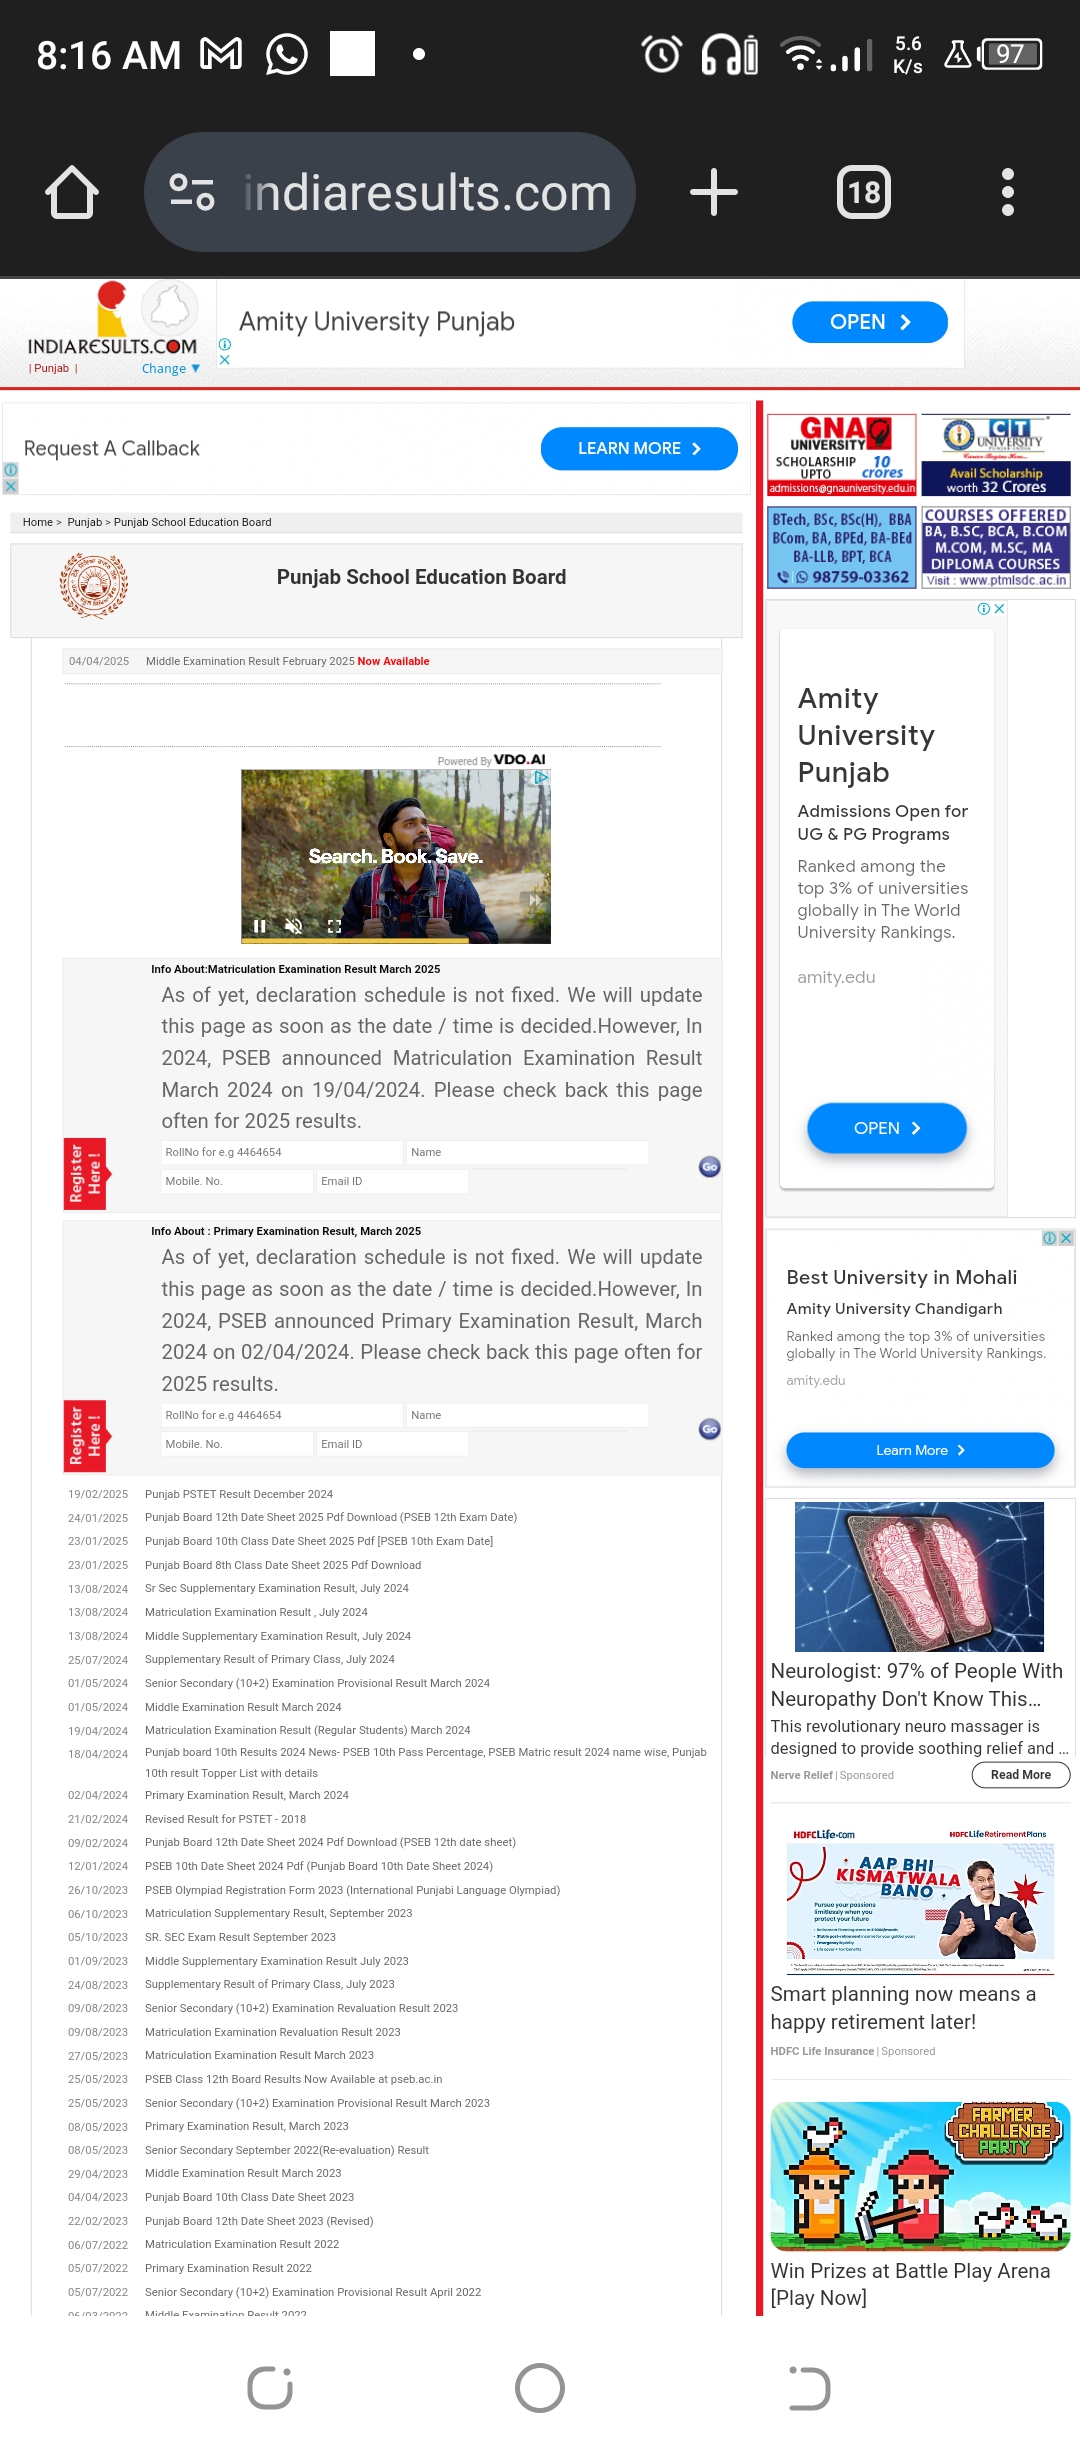 8:16 AM
5.6
K/s
97
indiaresults.com
18
INDIARESULTS.COM
| Punjab |
Change ▼
Amity University Punjab
OPEN
Request A Callback
LEARN MORE
Home > Punjab > Punjab School Education Board
Punjab School Education Board
04/04/2025 Middle Examination Result February 2025 Now Available
Powered By VDO.AI
Search. Book. Save.
Info About:Matriculation Examination Result March 2025
As of yet, declaration schedule is not fixed. We will update
this page as soon as the date / time is decided.However, In
2024, PSEB announced Matriculation Examination Result
March 2024 on 19/04/2024. Please check back this page
often for 2025 results.
Register
Here !
RollNo for e.g 4464654
Name
Mobile. No.
Email ID
Go
Info About : Primary Examination Result, March 2025
As of yet, declaration schedule is not fixed. We will update
this page as soon as the date / time is decided.However, In
2024, PSEB announced Primary Examination Result, March
2024 on 02/04/2024. Please check back this page often for
2025 results.
Register
Here !
RollNo for e.g 4464654
Name
Mobile. No.
Email ID
Go
19/02/2025 Punjab PSTET Result December 2024
24/01/2025 Punjab Board 12th Date Sheet 2025 Pdf Download (PSEB 12th Exam Date)
23/01/2025 Punjab Board 10th Class Date Sheet 2025 Pdf [PSEB 10th Exam Date]
23/01/2025 Punjab Board 8th Class Date Sheet 2025 Pdf Download
13/08/2024 Sr Sec Supplementary Examination Result, July 2024
13/08/2024 Matriculation Examination Result , July 2024
13/08/2024 Middle Supplementary Examination Result, July 2024
25/07/2024 Supplementary Result of Primary Class, July 2024
01/05/2024 Senior Secondary (10+2) Examination Provisional Result March 2024
01/05/2024 Middle Examination Result March 2024
19/04/2024 Matriculation Examination Result (Regular Students) March 2024
18/04/2024 Punjab board 10th Results 2024 News- PSEB 10th Pass Percentage, PSEB Matric result 2024 name wise, Punjab
10th result Topper List with details
02/04/2024 Primary Examination Result, March 2024
21/02/2024 Revised Result for PSTET - 2018
09/02/2024 Punjab Board 12th Date Sheet 2024 Pdf Download (PSEB 12th date sheet)
12/01/2024 PSEB 10th Date Sheet 2024 Pdf (Punjab Board 10th Date Sheet 2024)
26/10/2023 PSEB Olympiad Registration Form 2023 (International Punjabi Language Olympiad)
06/10/2023 Matriculation Supplementary Result, September 2023
05/10/2023 SR. SEC Exam Result September 2023
01/09/2023 Middle Supplementary Examination Result July 2023
24/08/2023 Supplementary Result of Primary Class, July 2023
09/08/2023 Senior Secondary (10+2) Examination Revaluation Result 2023
09/08/2023 Matriculation Examination Revaluation Result 2023
27/05/2023 Matriculation Examination Result March 2023
25/05/2023 PSEB Class 12th Board Results Now Available at pseb.ac.in
25/05/2023 Senior Secondary (10+2) Examination Provisional Result March 2023
08/05/2023 Primary Examination Result, March 2023
08/05/2023 Senior Secondary September 2022(Re-evaluation) Result
29/04/2023 Middle Examination Result March 2023
04/04/2023 Punjab Board 10th Class Date Sheet 2023
22/02/2023 Punjab Board 12th Date Sheet 2023 (Revised)
06/07/2022 Matriculation Examination Result 2022
05/07/2022 Primary Examination Result 2022
05/07/2022 Senior Secondary (10+2) Examination Provisional Result April 2022
06/03/2022 Middle Examination Result 2022
GNA
UNIVERSITY
SCHOLARSHIP
UPTO
10
crores
admissions@gnauniversity.edu.in
CT
UNIVERSITY
Avail Scholarship
worth 32 Crores
BTech, BSc, BSc(H), BBA
BCom, BA, BPEd, BA-BEd
BA-LLB, BPT, BCA
98759-03362
COURSES OFFERED
BA, B.SC, BCA, B.COM
M.COM, M.SC, MA
DIPLOMA COURSES
Visit : www.ptmlsdc.ac.in
Amity
University
Punjab
Admissions Open for
UG & PG Programs
Ranked among the
top 3% of universities
globally in The World
University Rankings.
amity.edu
OPEN
Best University in Mohali
Amity University Chandigarh
Ranked among the top 3% of universities
globally in The World University Rankings.
amity.edu
Learn More
Neurologist: 97% of People With
Neuropathy Don't Know This...
This revolutionary neuro massager is
designed to provide soothing relief and ...
Nerve Relief | Sponsored
Read More
HDFCLife.com
HDFCLife RetirementPlans
AAP BHI
KISMATWALA
BANO
Pursue your passions
limitlessly when you
protect your future
Smart planning now means a
happy retirement later!
HDFC Life Insurance | Sponsored
FARMER
CHALLENGE
PARTY
Win Prizes at Battle Play Arena
[Play Now]